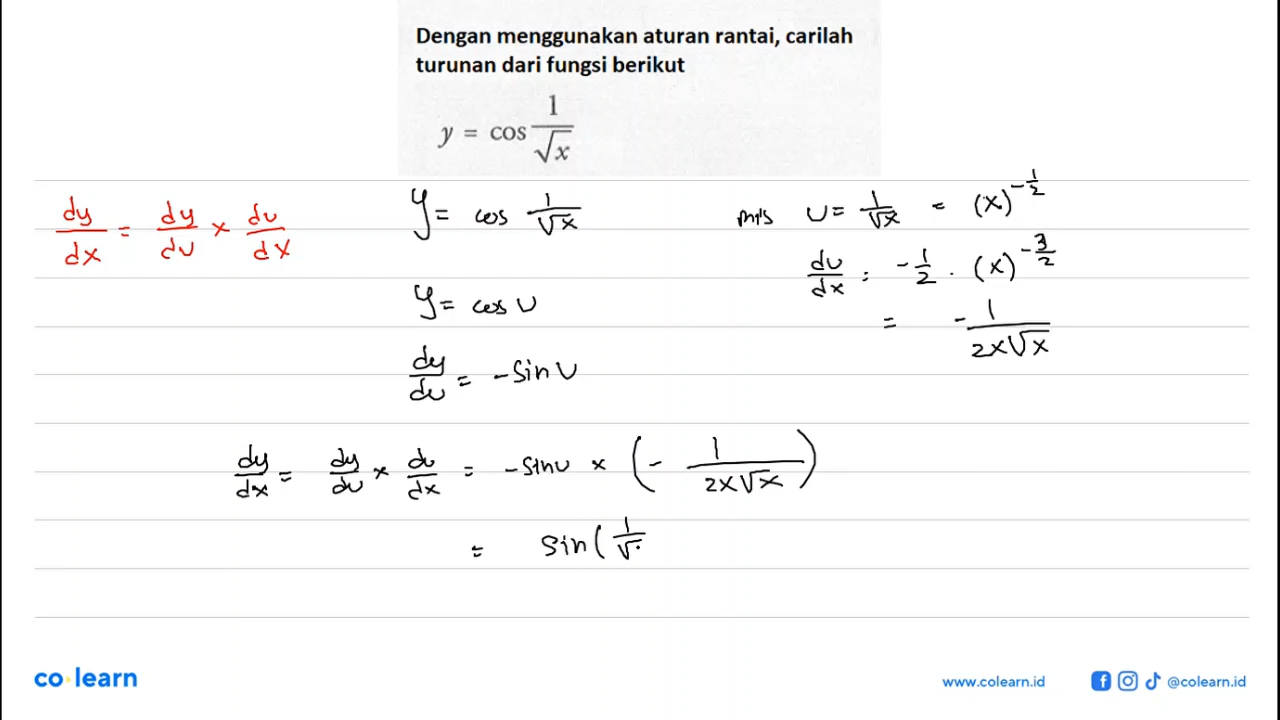 Dengan menggunakan aturan rantai, carilah
turunan dari fungsi berikut
y = cos 1/√x
dy/dx = dy/du × du/dx
y = cos 1/√x
mis u = 1/√x = (x)^-1/2
du/dx = -1/2 . (x)^-3/2
= -1/2x√x
y = cos u
dy/du = -sin u
dy/dx = dy/du × du/dx = -sin u × (- 1/2x√x)
= sin(1/√
co·learn
www.colearn.id
@colearn.id